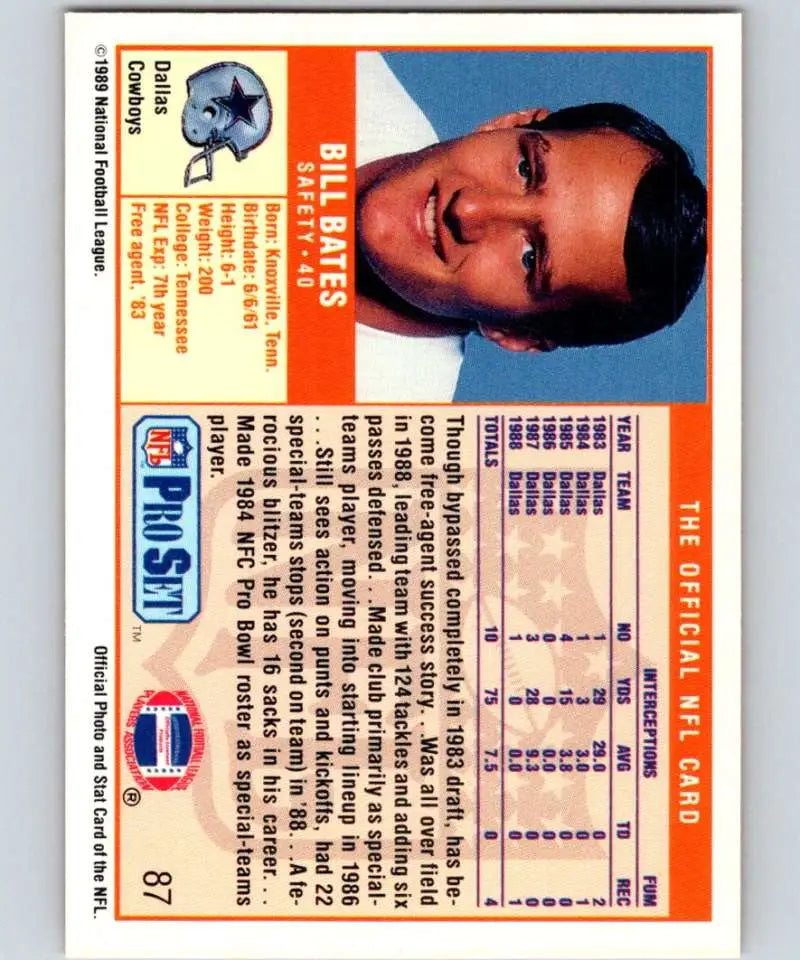 THE OFFICIAL NFL CARD
BILL BATES
SAFETY • 40
Dallas
Cowboys
Born: Knoxville, Tenn.
Birthdate: 6/6/61
Height: 6-1
Weight: 200
College: Tennessee
NFL Exp: 7th year
Free agent, '83
INTERCEPTIONS FUM
YEAR TEAM NO YDS AVG TD REC
1983 Dallas 1 29 29.0 0 2
1984 Dallas 1 3 3.0 0 1
1985 Dallas 4 15 3.8 0 0
1986 Dallas 0 0 0.0 0 0
1987 Dallas 3 28 9.3 0 0
1988 Dallas 1 0 0.0 0 1
TOTALS 10 75 7.5 0 4
Though bypassed completely in 1983 draft, has be-
come free-agent success story. . .Was all over field
in 1988, leading team with 124 tackles and adding six
passes defensed. . .Made club primarily as special-
teams player, moving into starting lineup in 1986
. . .Still sees action on punts and kickoffs, had 22
special-teams stops (second on team) in '88. . .A fe-
rocious blitzer, he has 16 sacks in his career. . .
Made 1984 NFC Pro Bowl roster as special-teams
player.
NFL PRO SET TM
NATIONAL FOOTBALL LEAGUE
PLAYERS ASSOCIATION
®
87
©1989 National Football League.
Official Photo and Stat Card of the NFL.